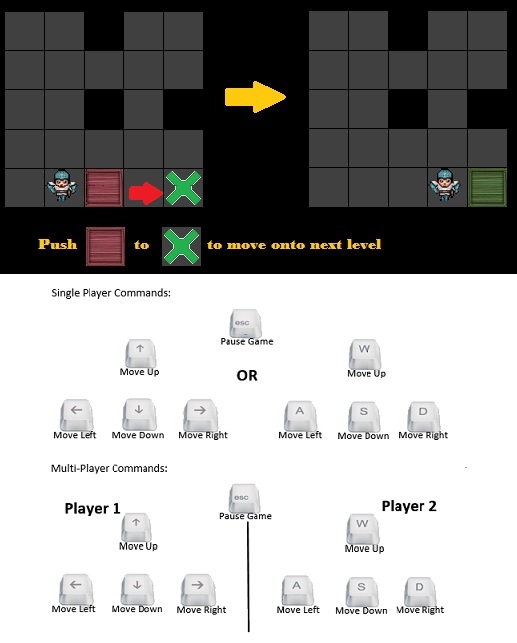 Push to to move onto next level
Single Player Commands:
esc
Pause Game
↑
Move Up
OR
W
Move Up
←
Move Left
↓
Move Down
→
Move Right
A
Move Left
S
Move Down
D
Move Right
Multi-Player Commands:
Player 1
esc
Pause Game
Player 2
↑
Move Up
W
Move Up
←
Move Left
↓
Move Down
→
Move Right
A
Move Left
S
Move Down
D
Move Right